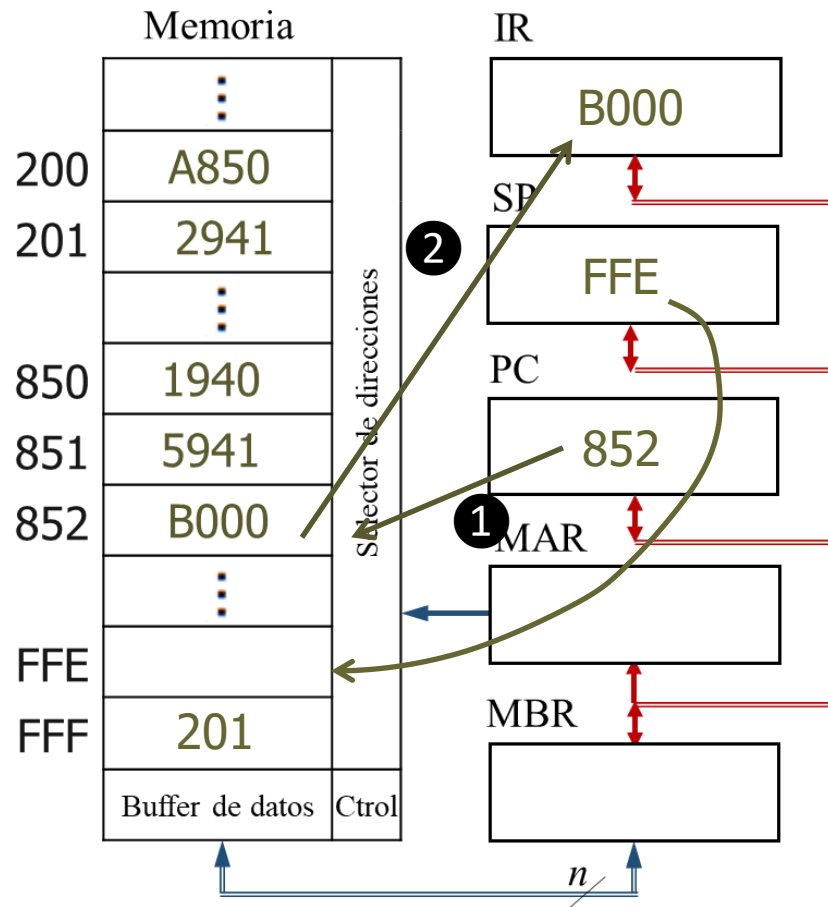 Memoria
200 A850
201 2941
850 1940
851 5941
852 B000
FFE
FFF 201
Buffer de datos
Ctrol
Selector de direcciones
IR
B000
SP
FFE
PC
852
MAR
MBR
2
1
n